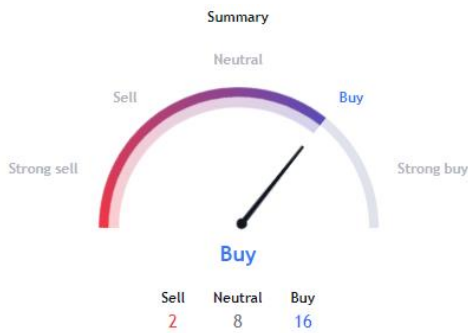 Summary
Neutral
Sell Buy
Strong sell Strong buy
Buy
Sell Neutral Buy
2 8 16